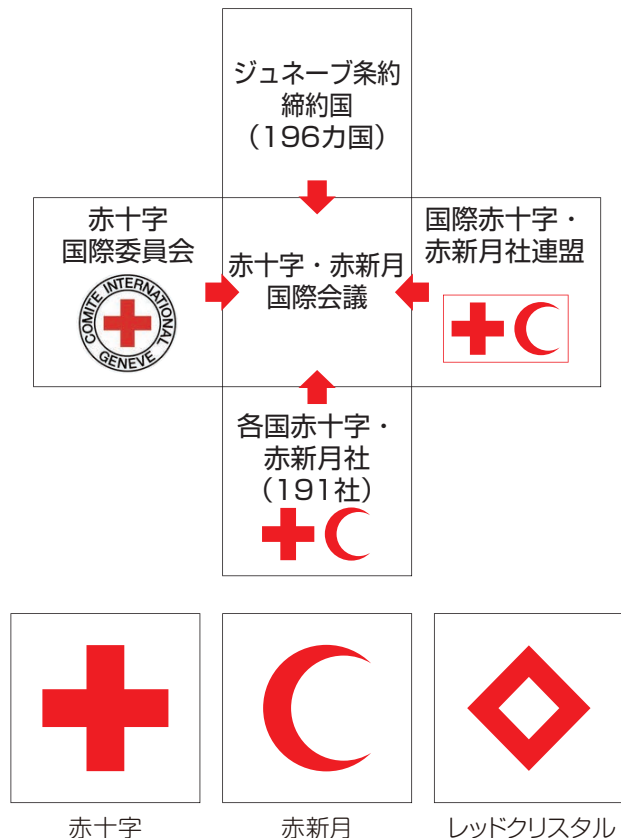 ジュネーブ条約
締約国
（196カ国）
赤十字
国際委員会
COMITE INTERNATIONAL
GENEVE
赤十字・赤新月
国際会議
国際赤十字・
赤新月社連盟
各国赤十字・
赤新月社
（191社）
赤十字
赤新月
レッドクリスタル